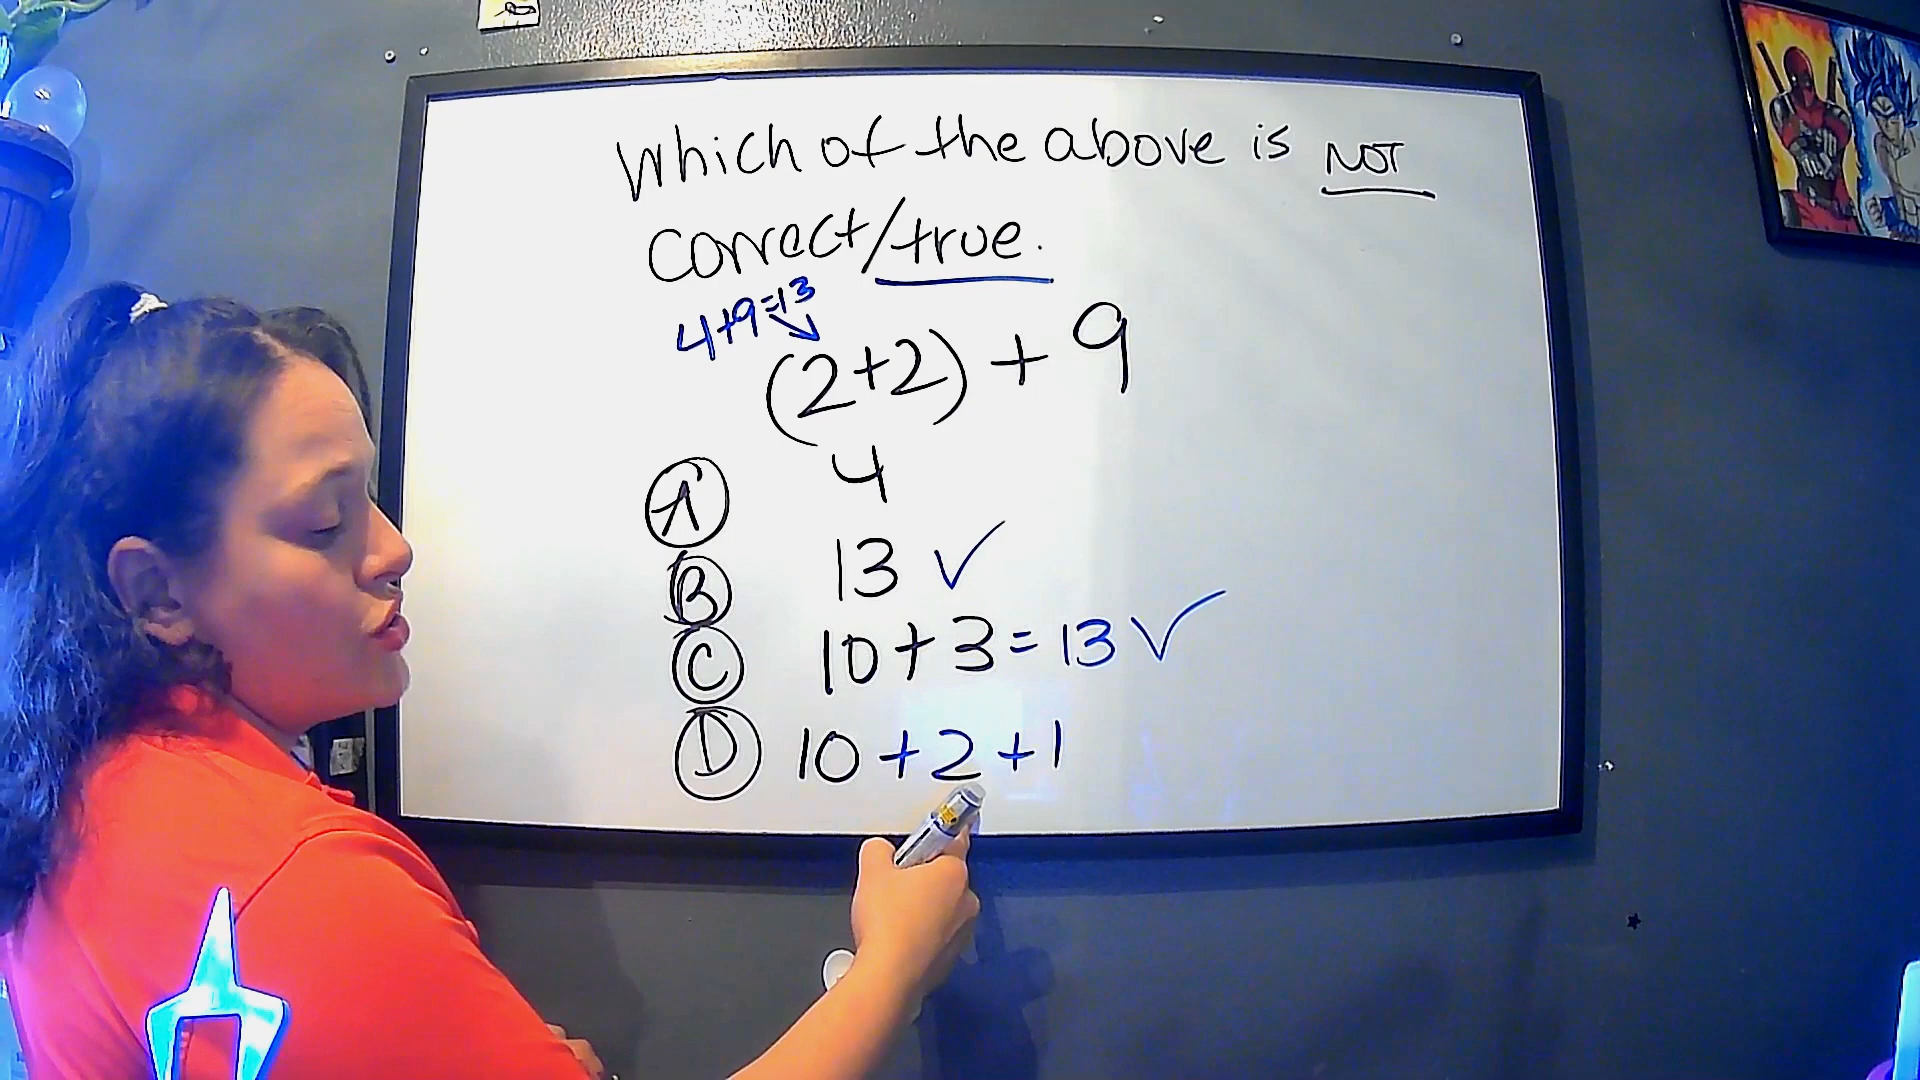 Which of the above is NOT
correct/true.
4+9=13
(2+2) + 9
A 4
B 13 ✓
C 10+3=13 ✓
D 10+2+1